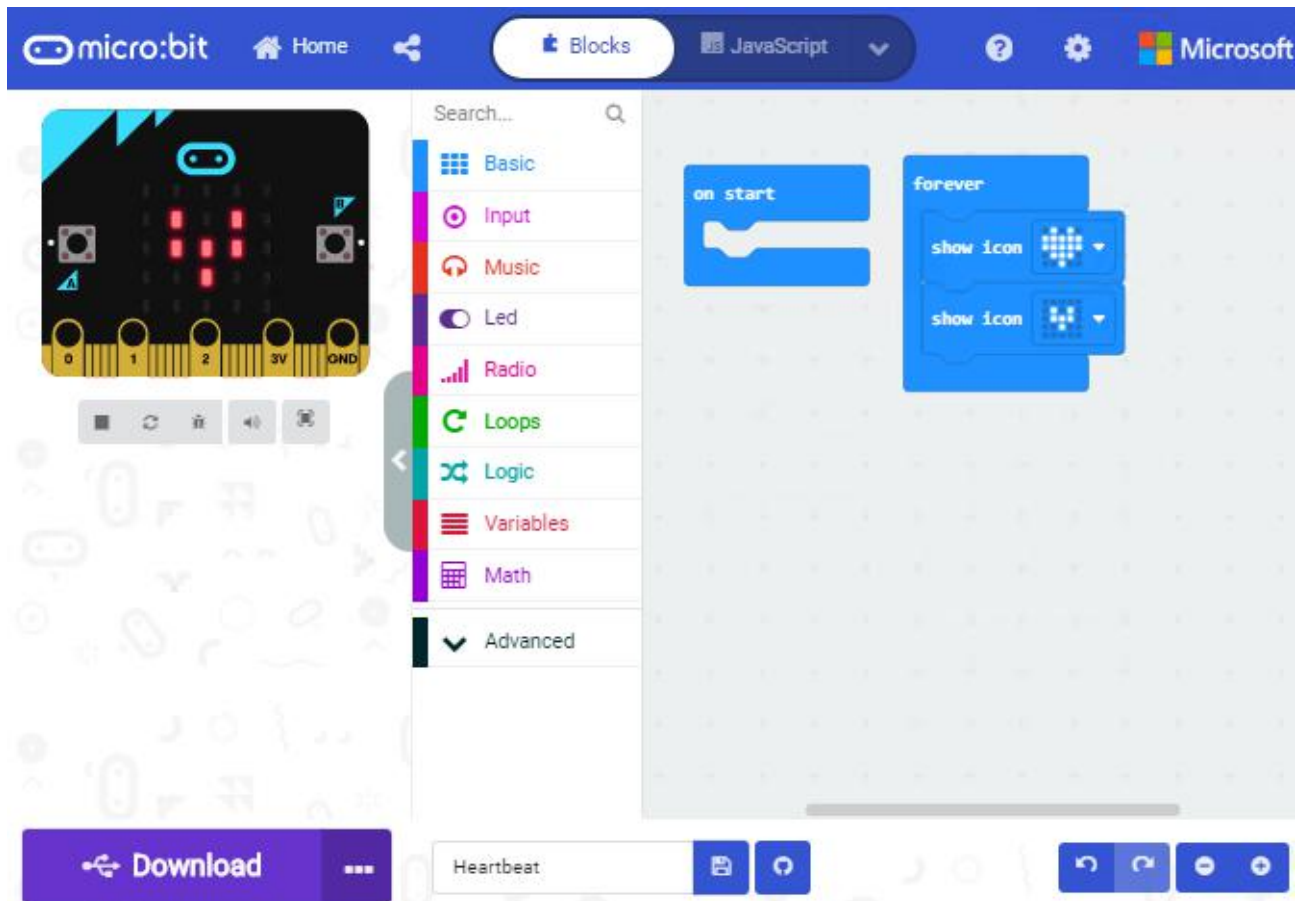 micro:bit Home Blocks JavaScript Microsoft
B
A
0 1 2 3V GND
Search...
Basic
Input
Music
Led
Radio
Loops
Logic
Variables
Math
Advanced
on start
forever
show icon
show icon
Download
Heartbeat